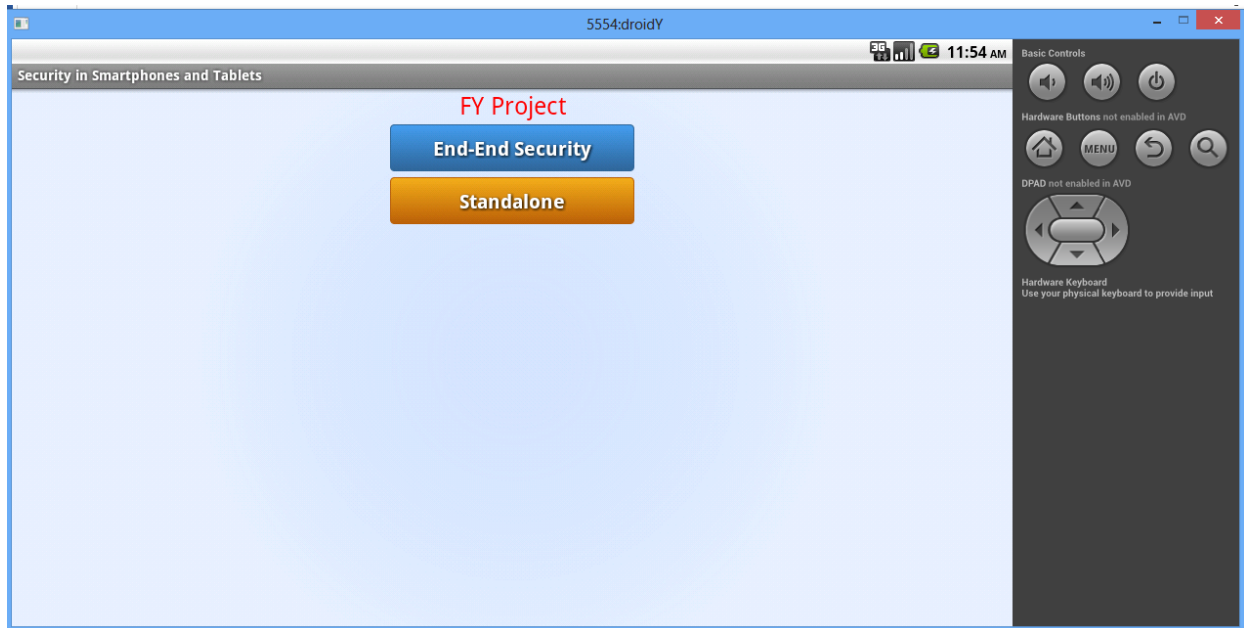 5554:droidY
3G 11:54 AM
Security in Smartphones and Tablets
FY Project
End-End Security
Standalone
Basic Controls
Hardware Buttons not enabled in AVD
MENU
DPAD not enabled in AVD
Hardware Keyboard
Use your physical keyboard to provide input